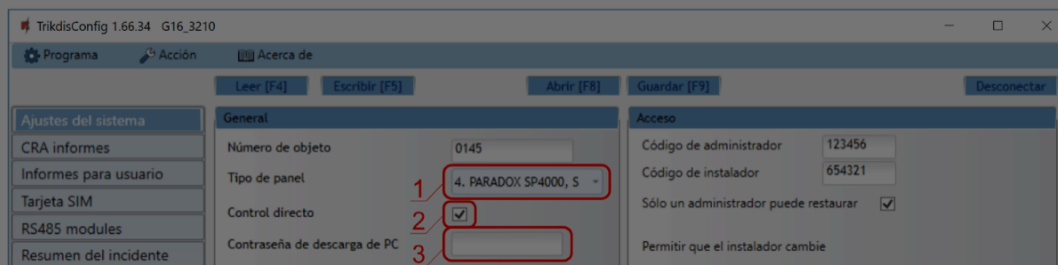 TrikdisConfig 1.66.34 G16_3210
Programa Acción Acerca de
Leer [F4] Escribir [F5] Abrir [F8] Guardar [F9] Desconectar
Ajustes del sistema
CRA informes
Informes para usuario
Tarjeta SIM
RS485 modules
Resumen del incidente
General
Número de objeto 0145
Tipo de panel 1 4. PARADOX SP4000, S
Control directo 2
Contraseña de descarga de PC 3
Acceso
Código de administrador 123456
Código de instalador 654321
Sólo un administrador puede restaurar
Permitir que el instalador cambie